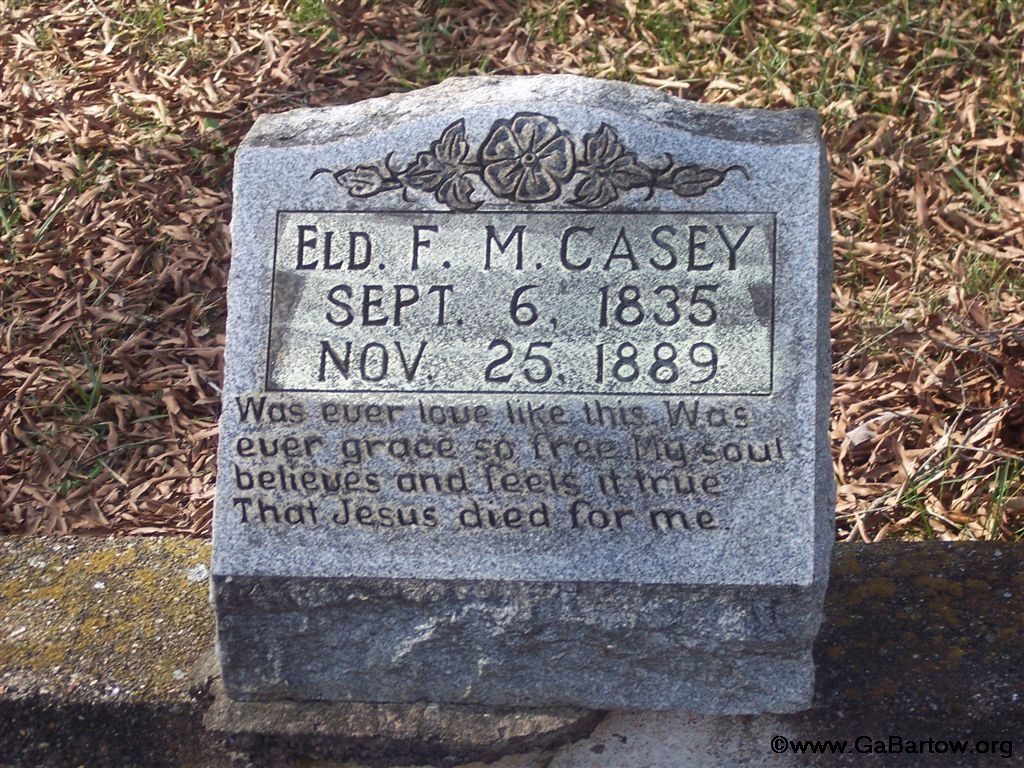 ELD. F. M. CASEY
SEPT. 6, 1835
NOV. 25, 1889
Was ever love like this. Was
ever grace so free My soul
believes and feels it true
That Jesus died for me.
©www.GaBartow.org